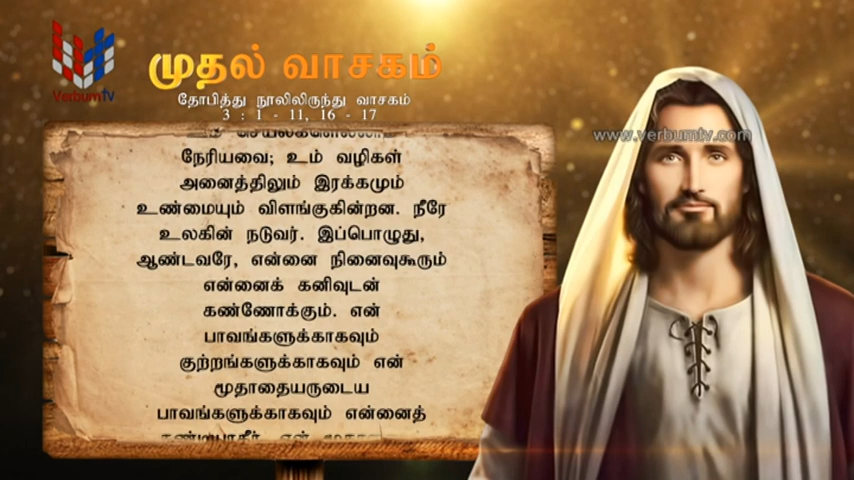 VerbumTV
முதல் வாசகம்
தோபித்து நூலிலிருந்து வாசகம்
3 : 1 - 11, 16 - 17
www.verbumtv.com
நேரியவை; உம் வழிகள்
அனைத்திலும் இரக்கமும்
உண்மையும் விளங்குகின்றன. நீரே
உலகின் நடுவர். இப்பொழுது,
ஆண்டவரே, என்னை நினைவுகூரும்
என்னைக் கனிவுடன்
கண்ணோக்கும். என்
பாவங்களுக்காகவும்
குற்றங்களுக்காகவும் என்
மூதாதையருடைய
பாவங்களுக்காகவும் என்னைத்